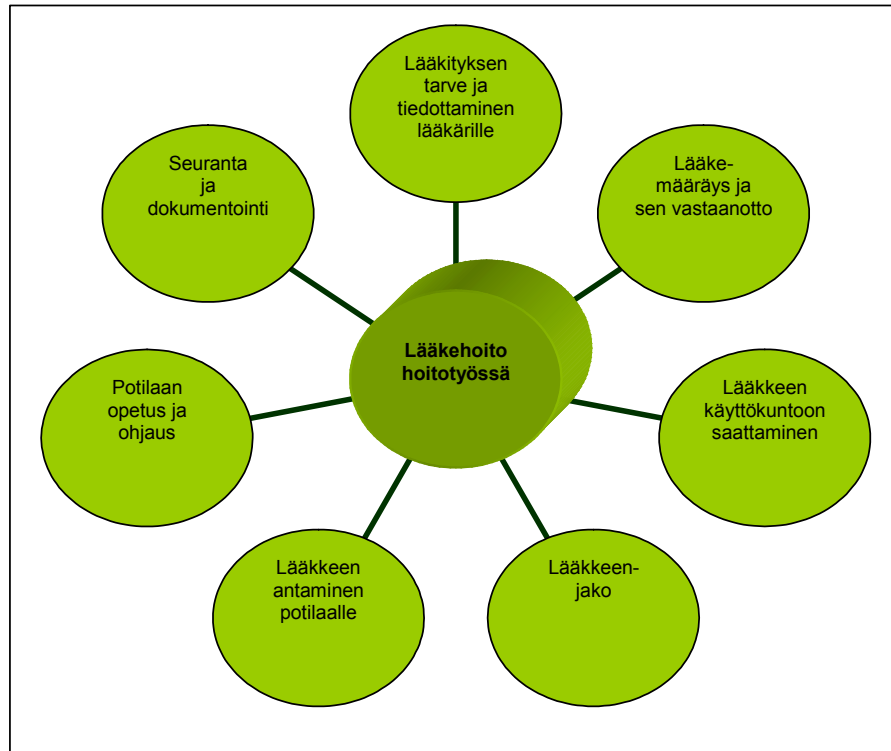 Lääkityksen
tarve ja
tiedottaminen
lääkärille
Lääke-
määräys ja
sen vastaanotto
Lääkkeen
käyttökuntoon
saattaminen
Lääkkeen-
jako
Lääkkeen
antaminen
potilaalle
Potilaan
opetus ja
ohjaus
Seuranta
ja
dokumentointi
Lääkehoito
hoitotyössä